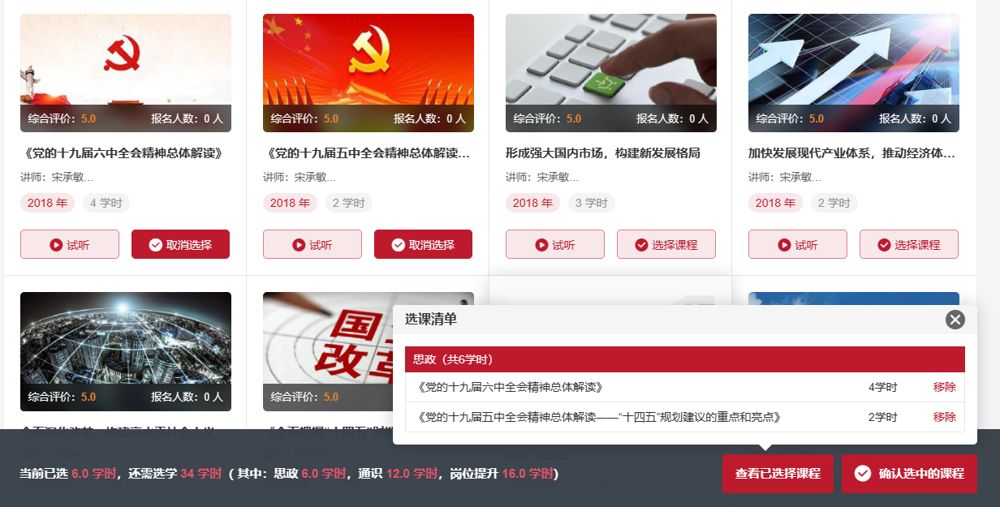 综合评价：5.0 报名人数：0 人
综合评价：5.0 报名人数：0 人
综合评价：5.0 报名人数：0 人
综合评价：5.0 报名人数：0 人
《党的十九届六中全会精神总体解读》
《党的十九届五中全会精神总体解读...
形成强大国内市场，构建新发展格局
加快发展现代产业体系，推动经济体...
讲师：宋承敏...
讲师：宋承敏...
讲师：宋承敏...
讲师：宋承敏...
2018 年 4 学时
2018 年 2 学时
2018 年 3 学时
2018 年 2 学时
试听 取消选择
试听 取消选择
试听 选择课程
试听 选择课程
国
改革
综合评价：5.0 报名人数：0 人
综合评价：5.0
选课清单
思政（共6学时）
《党的十九届六中全会精神总体解读》 4学时 移除
《党的十九届五中全会精神总体解读——“十四五”规划建议的重点和亮点》 2学时 移除
当前已选 6.0 学时，还需选学 34 学时（ 其中：思政 6.0 学时，通识 12.0 学时，岗位提升 16.0 学时)
查看已选择课程
确认选中的课程